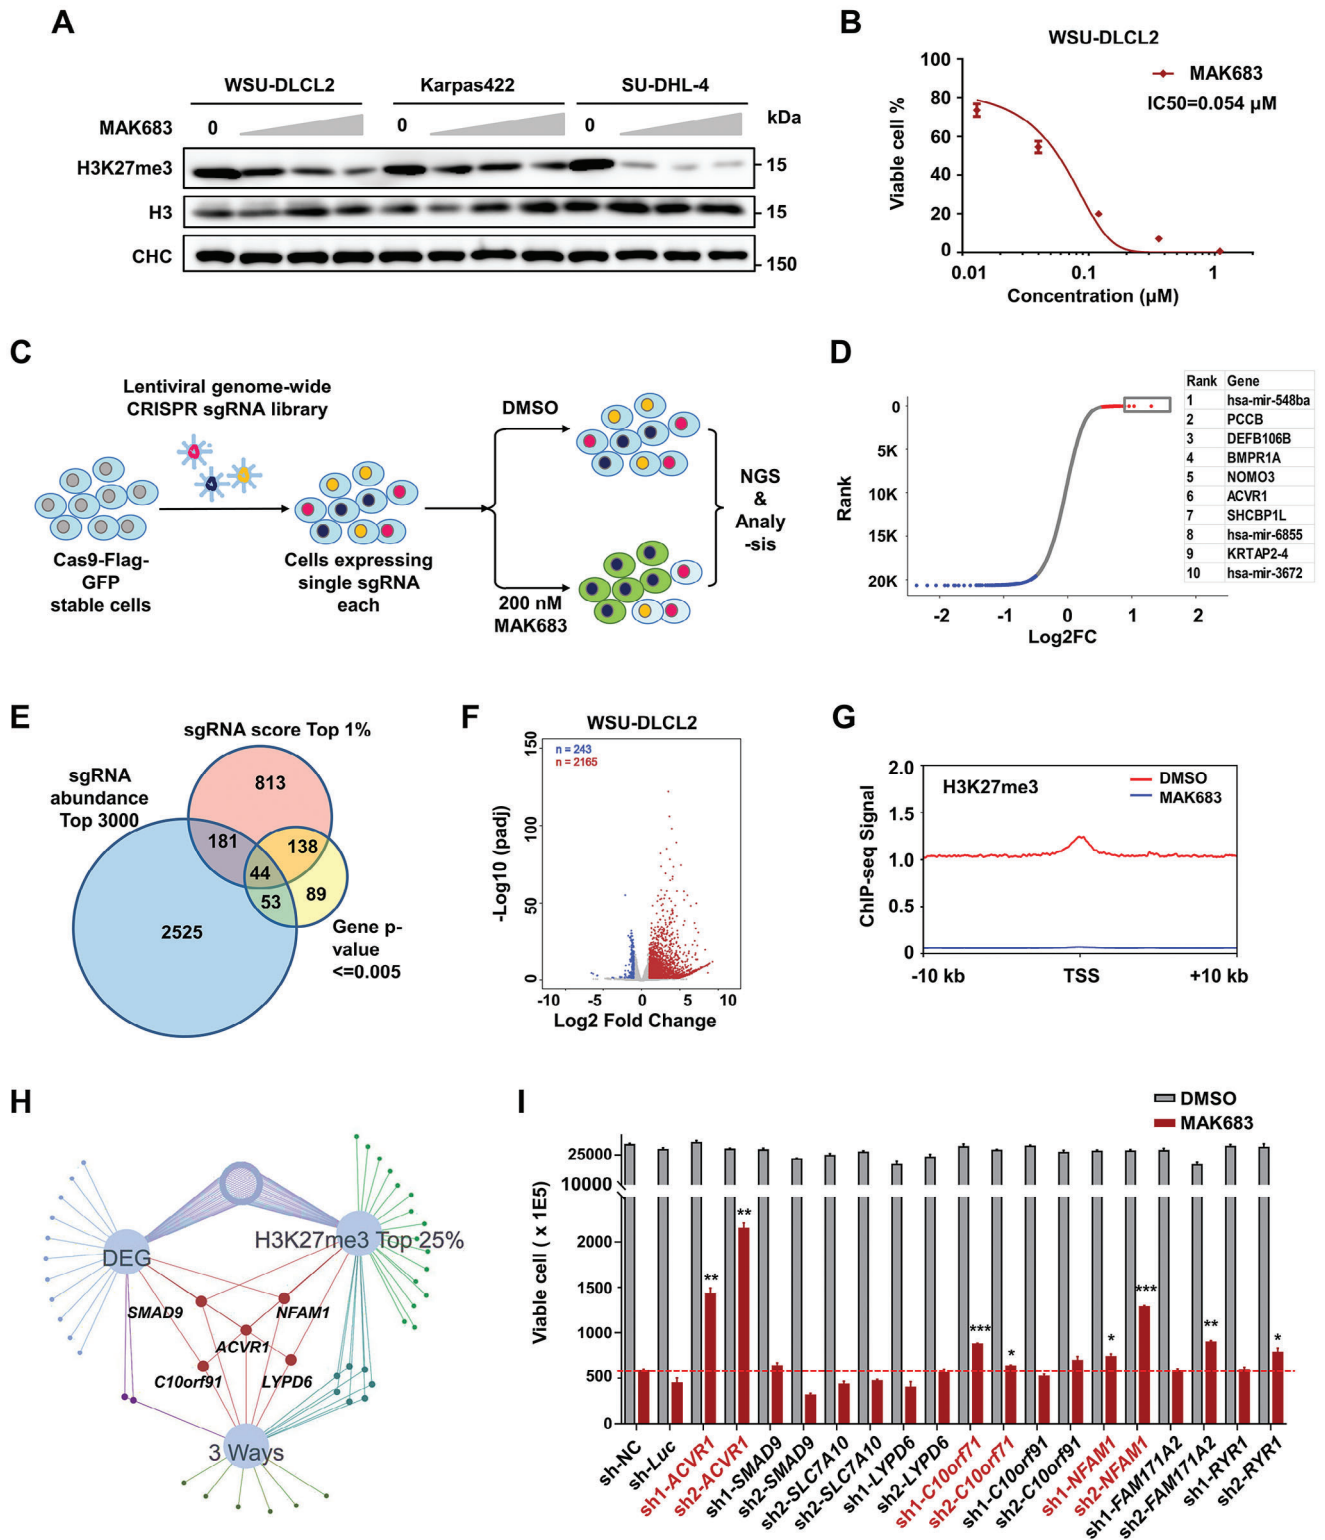 A
WSU-DLCL2
Karpas422
SU-DHL-4
MAK683
0
0
0
kDa
H3K27me3
15
H3
15
CHC
150
B
WSU-DLCL2
100
80
60
40
20
0
Viable cell %
MAK683
IC50=0.054 µM
0.01
0.1
1
Concentration (µM)
C
Lentiviral genome-wide
CRISPR sgRNA library
Cas9-Flag-
GFP
stable cells
Cells expressing
single sgRNA
each
DMSO
200 nM
MAK683
NGS
&
Analy
-sis
D
0
5K
10K
15K
20K
Rank
-2
-1
0
1
2
Log2FC
Rank Gene
1 hsa-mir-548ba
2 PCCB
3 DEFB106B
4 BMPR1A
5 NOMO3
6 ACVR1
7 SHCBP1L
8 hsa-mir-6855
9 KRTAP2-4
10 hsa-mir-3672
E
sgRNA score Top 1%
sgRNA
abundance
Top 3000
813
181
138
44
53
89
2525
Gene p-
value
<=0.005
F
WSU-DLCL2
n = 243
n = 2165
150
100
50
0
-Log10 (padj)
-10
-5
0
5
10
Log2 Fold Change
G
2.0
1.5
1.0
0.5
0
ChIP-seq Signal
H3K27me3
DMSO
MAK683
-10 kb
TSS
+10 kb
H
DEG
H3K27me3 Top 25%
SMAD9
NFAM1
ACVR1
C10orf91
LYPD6
3 Ways
I
DMSO
MAK683
25000
10000
2000
1500
1000
500
0
Viable cell ( x 1E5)
**
**
***
*
*
***
**
*
sh-NC
sh-Luc
sh1-ACVR1
sh2-ACVR1
sh1-SMAD9
sh2-SMAD9
sh2-SLC7A10
sh2-SLC7A10
sh1-LYPD6
sh2-LYPD6
sh1-C10orf71
sh2-C10orf71
sh1-C10orf91
sh2-C10orf91
sh1-NFAM1
sh2-NFAM1
sh1-FAM171A2
sh2-FAM171A2
sh1-RYR1
sh2-RYR1